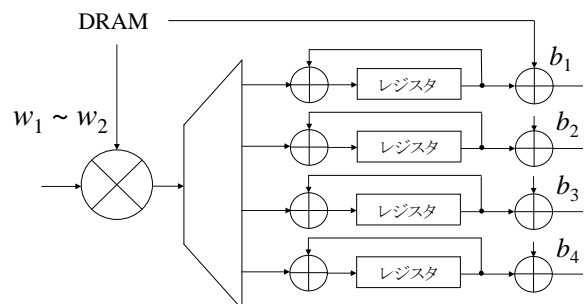 DRAM
w₁ ~ w₂
レジスタ
b₁
レジスタ
b₂
レジスタ
b₃
レジスタ
b₄